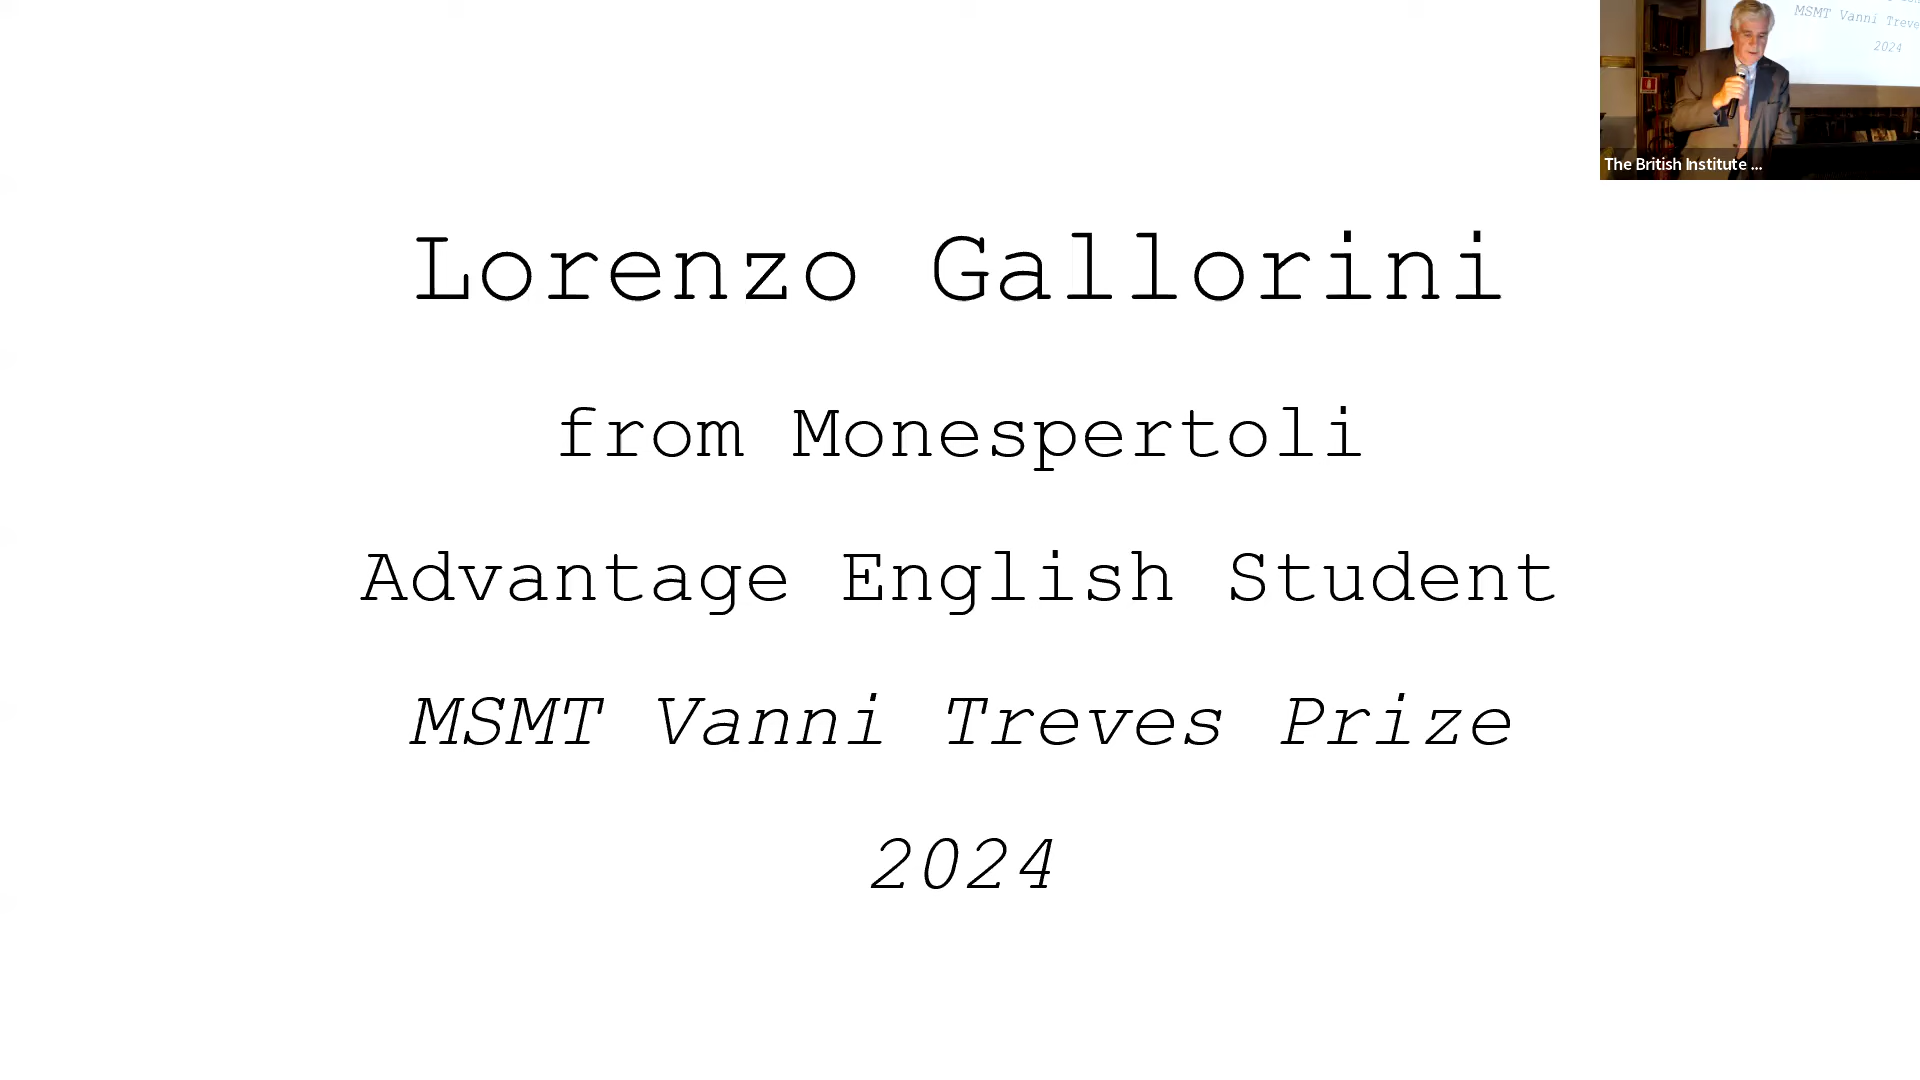 Lorenzo Gallorini
from Monespertoli
Advantage English Student
MSMT Vanni Treves Prize
2024
MSMT Vanni Treve
2024
The British Institute ...